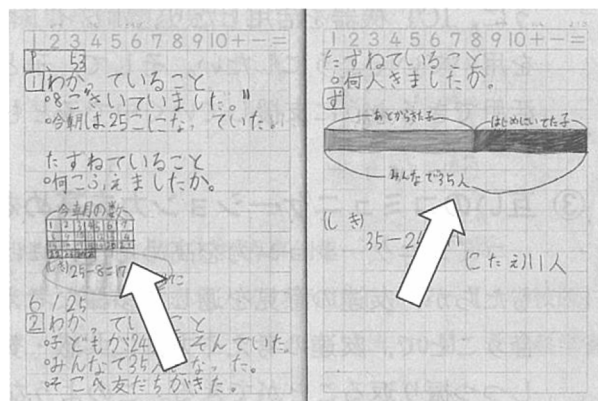 1 2 3 4 5 6 7 8 9 10 + − =
P、53
1 わかっていること
○8こさいていました。
○今朝は25こになっていた。
たずねていること
○何こふえましたか。
今朝の数
(しき) 25−8=17
6/25
2 わかっていること
○子どもが24 そんでいた。
○みんなで35人になった。
○そこへ友だちがきた。
1 2 3 4 5 6 7 8 9 10 + − =
たずねていること
○何人きましたか。
ず
あとからきた子 はじめにいてた子
みんなで35人
(しき)
35−24
(こたえ) 11人